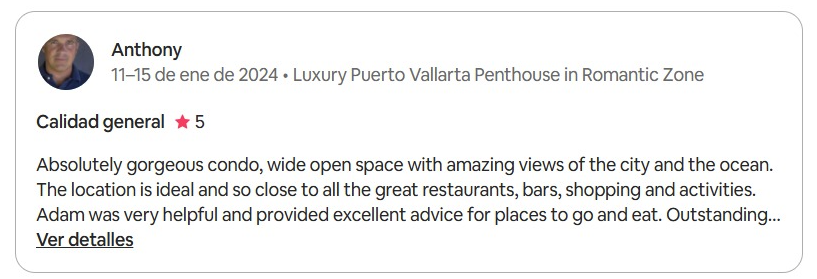 Anthony
11–15 de ene de 2024 • Luxury Puerto Vallarta Penthouse in Romantic Zone
Calidad general ★ 5
Absolutely gorgeous condo, wide open space with amazing views of the city and the ocean.
The location is ideal and so close to all the great restaurants, bars, shopping and activities.
Adam was very helpful and provided excellent advice for places to go and eat. Outstanding...
Ver detalles